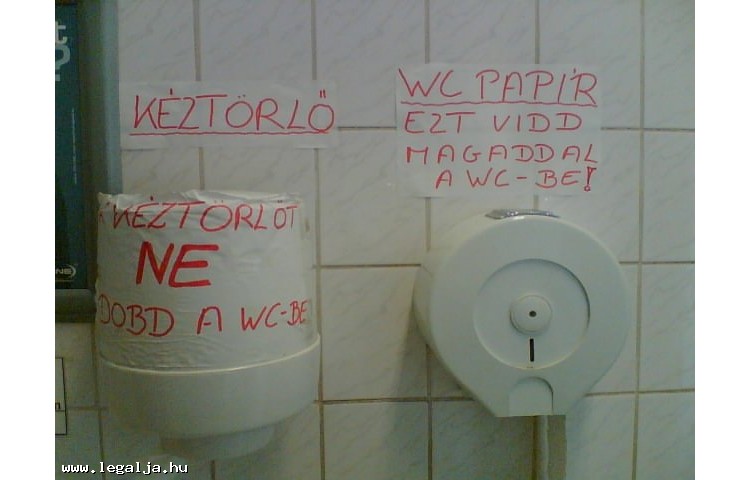 KÉZTÖRLŐ
WC PAPÍR
EZT VIDD
MAGADDAL
A WC-BE!
KÉZTÖRLŐT
NE
DOBD A WC-BE
www.legalja.hu